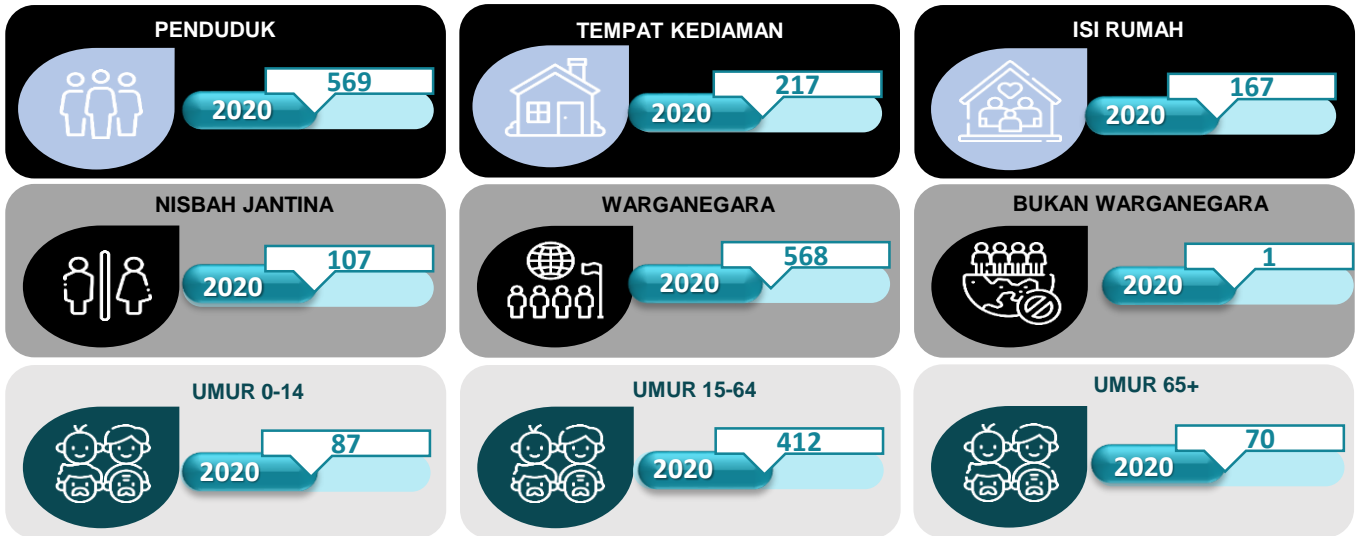 PENDUDUK
569
2020
TEMPAT KEDIAMAN
217
2020
ISI RUMAH
167
2020
NISBAH JANTINA
107
2020
WARGANEGARA
568
2020
BUKAN WARGANEGARA
1
2020
UMUR 0-14
87
2020
UMUR 15-64
412
2020
UMUR 65+
70
2020